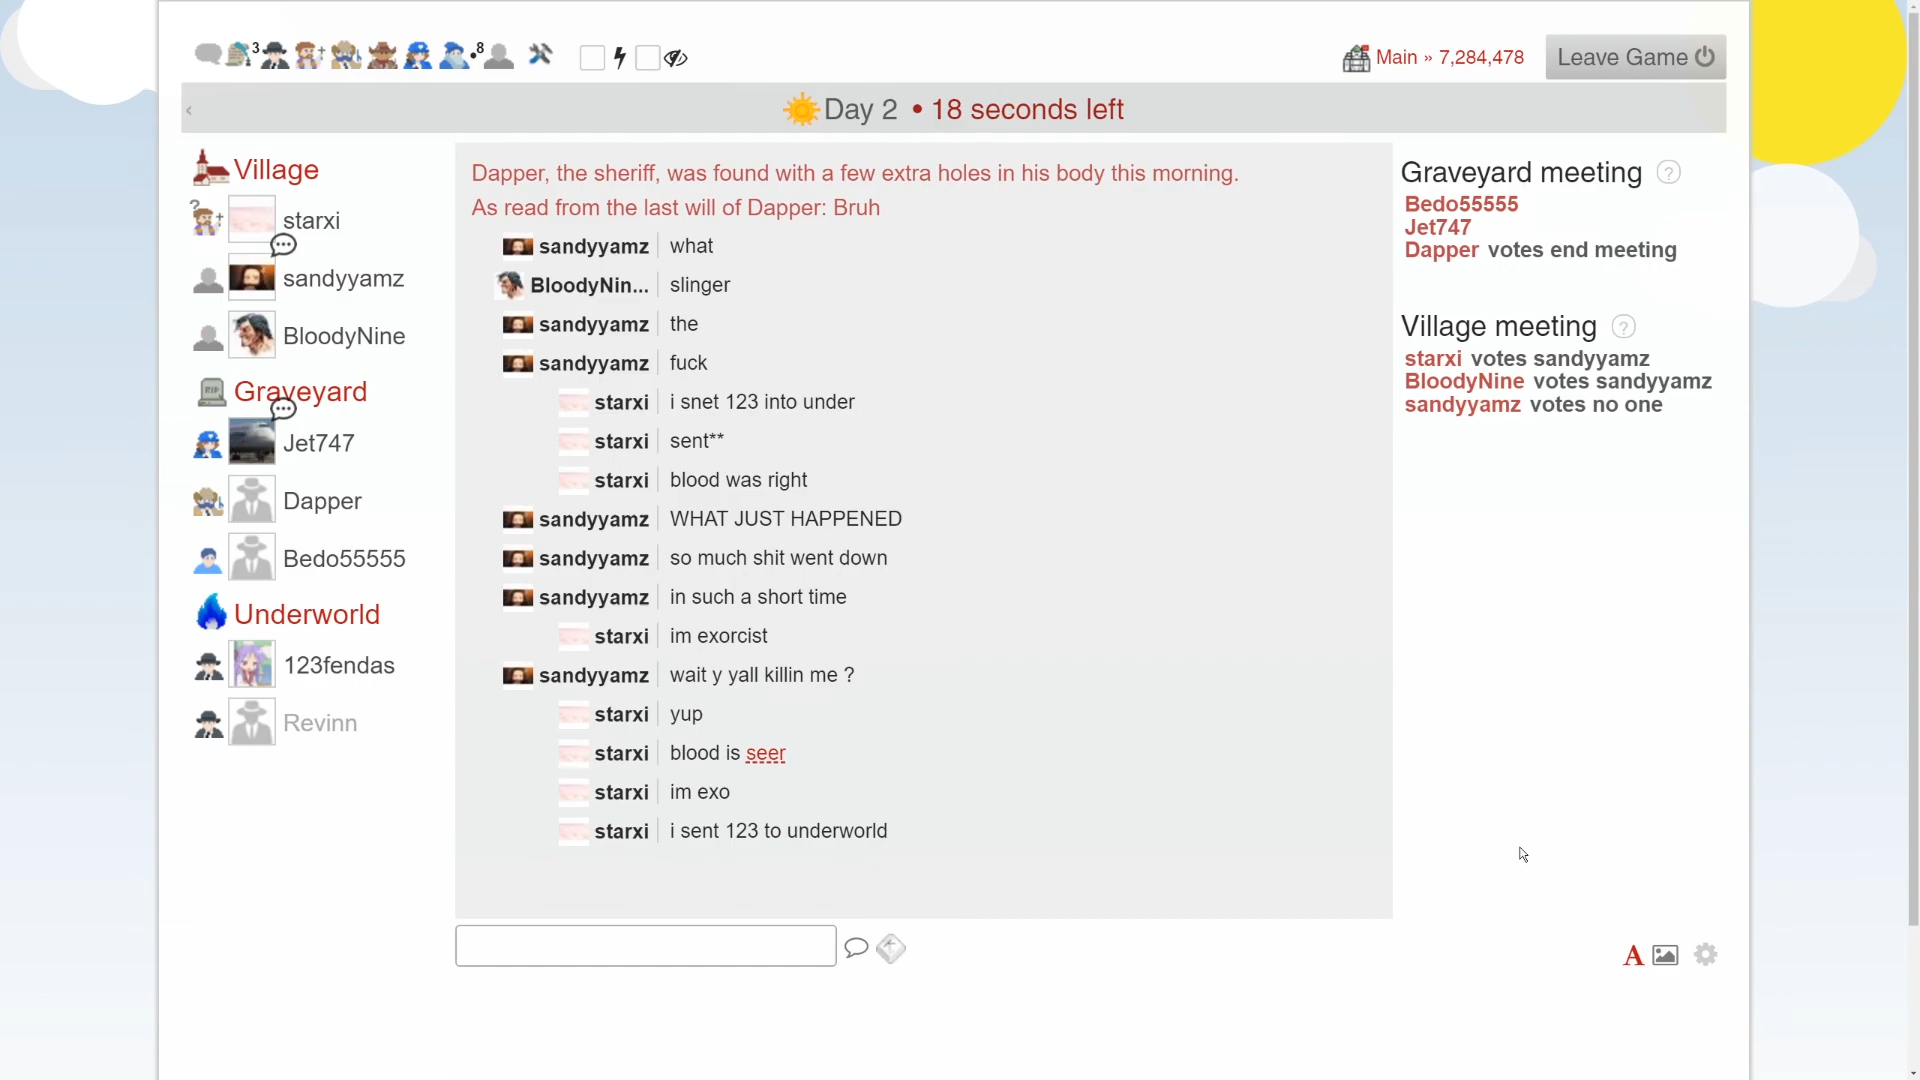 3
8
Main » 7,284,478
Leave Game
‹
Day 2 • 18 seconds left
Village
?
starxi
sandyyamz
BloodyNine
Graveyard
RIP
Jet747
Dapper
Bedo55555
Underworld
123fendas
Revinn
Dapper, the sheriff, was found with a few extra holes in his body this morning.
As read from the last will of Dapper: Bruh
sandyyamz what
BloodyNin... slinger
sandyyamz the
sandyyamz fuck
starxi i snet 123 into under
starxi sent**
starxi blood was right
sandyyamz WHAT JUST HAPPENED
sandyyamz so much shit went down
sandyyamz in such a short time
starxi im exorcist
sandyyamz wait y yall killin me ?
starxi yup
starxi blood is seer
starxi im exo
starxi i sent 123 to underworld
Graveyard meeting ?
Bedo55555
Jet747
Dapper votes end meeting
Village meeting ?
starxi votes sandyyamz
BloodyNine votes sandyyamz
sandyyamz votes no one
A